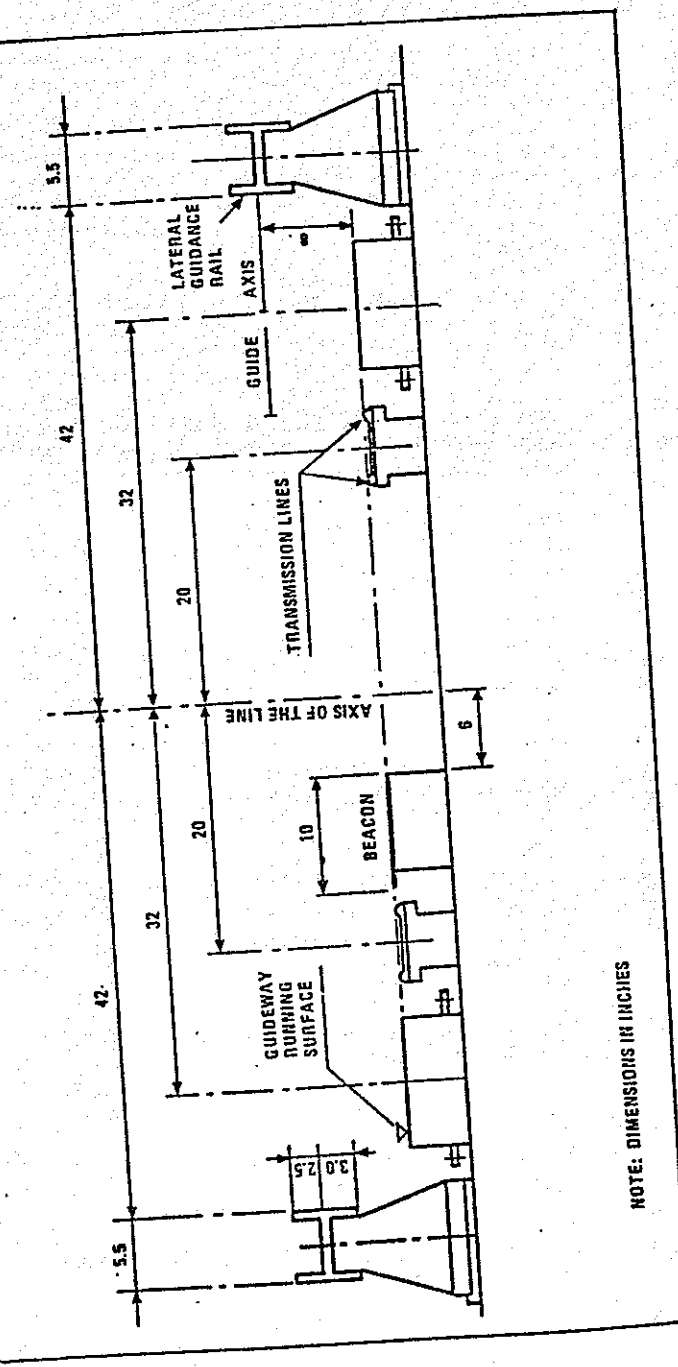 5.5
42
42
5.5
32
32
20
20
LATERAL
GUIDANCE
RAIL
AXIS
GUIDE
8
TRANSMISSION LINES
AXIS OF THE LINE
6
10
BEACON
GUIDEWAY
RUNNING
SURFACE
2.5
3.0
NOTE: DIMENSIONS IN INCHES